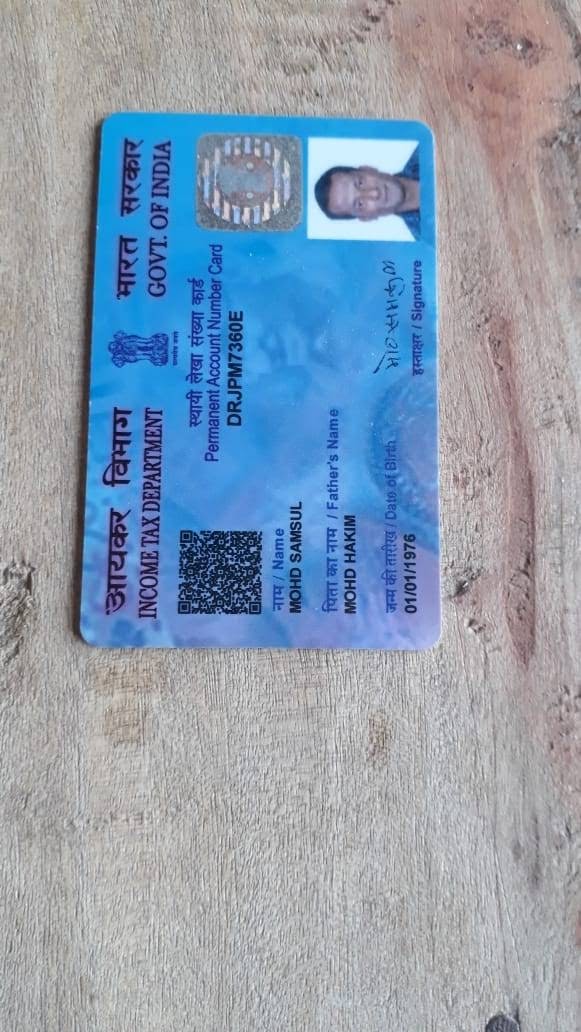 आयकर विभाग
INCOME TAX DEPARTMENT
भारत सरकार
GOVT. OF INDIA
सत्यमेव जयते
स्थायी लेखा संख्या कार्ड
Permanent Account Number Card
DRJPM7360E
नाम / Name
MOHD SAMSUL
पिता का नाम / Father's Name
MOHD HAKIM
जन्म की तारीख / Date of Birth
01/01/1976
हस्ताक्षर / Signature